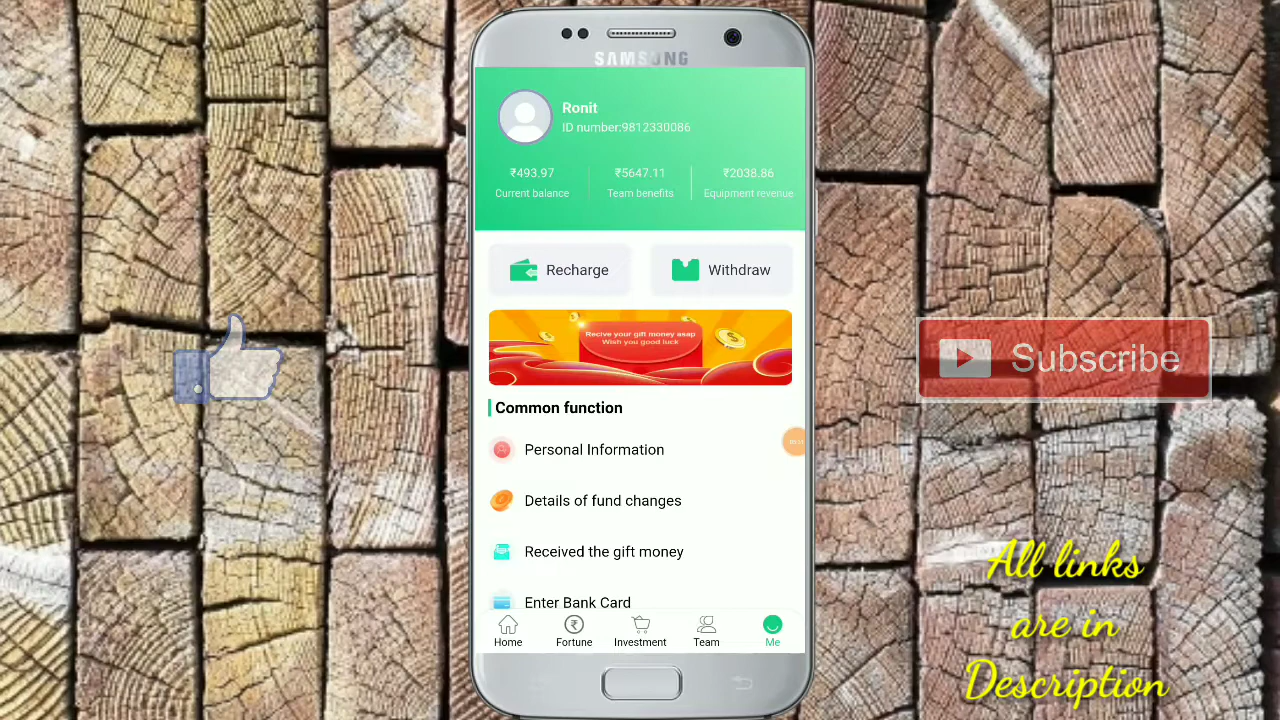 SAMSUNG
Ronit
ID number:9812330086
₹493.97 ₹5647.11 ₹2038.86
Current balance Team benefits Equipment revenue
Recharge Withdraw
Recive your gift money asap
Wish you good luck
Common function
Personal Information
Details of fund changes
Received the gift money
Enter Bank Card
Home Fortune Investment Team Me
Subscribe
All links
are in
Description